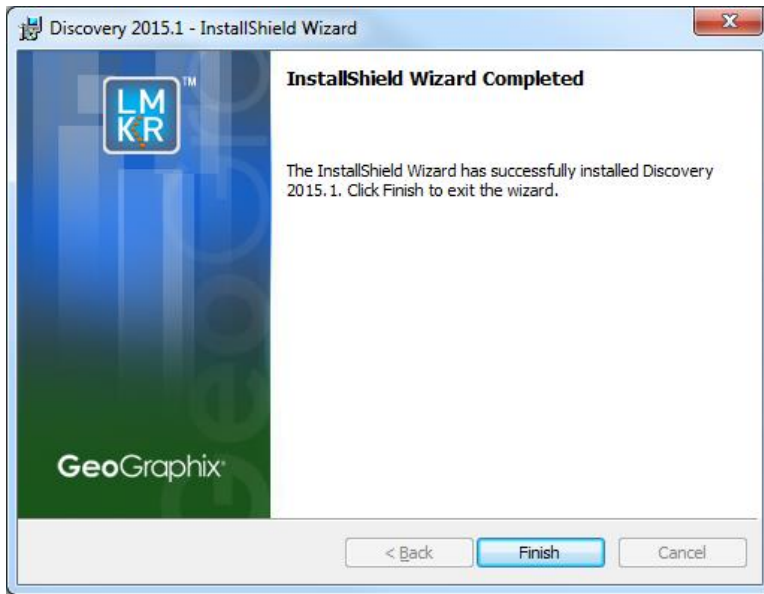 Discovery 2015.1 - InstallShield Wizard
LM
KR
TM
InstallShield Wizard Completed
The InstallShield Wizard has successfully installed Discovery
2015.1. Click Finish to exit the wizard.
GeoGraphix
GeoGraphix
< Back
Finish
Cancel